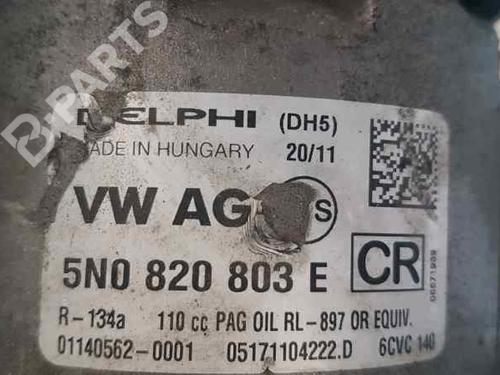 B-PARTS
DELPHI (DH5)
MADE IN HUNGARY 20/11
VW AG S
5N0 820 803 E CR
R-134a 110 cc PAG OIL RL-897 OR EQUIV.
01140562-0001 05171104222.D 6CVC 140